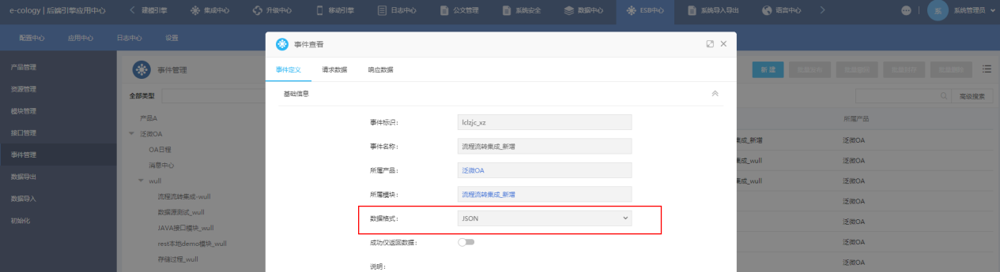 e-cology | 后端引擎应用中心 建模引擎 集成中心 升级中心 移动引擎 日志中心 公文管理 系统安全 数据中心 ESB中心 系统导入导出 语言中心 系 系统管理员
配置中心 应用中心 日志中心 设置
事件查看
产品管理
资源管理
模块管理
接口管理
事件管理
数据导出
数据导入
初始化
事件管理
新建
全部类型
高级搜索
产品A
泛微OA
OA日程
消息中心
wull
流程流转集成-wull
数据源测试_wull
JAVA接口模块_wull
rest本地demo模块_wull
存储过程_wull
事件定义 请求数据 响应数据
基础信息
事件标识: lclzjc_xz
事件名称: 流程流转集成_新增
所属产品: 泛微OA
所属模块: 流程流转集成_新增
数据格式: JSON
成功仅返回数据:
说明:
所属产品
集成_新增 泛微OA
集成_wull 泛微OA
集成_wull 泛微OA
泛微OA
泛微OA
泛微OA
泛微OA